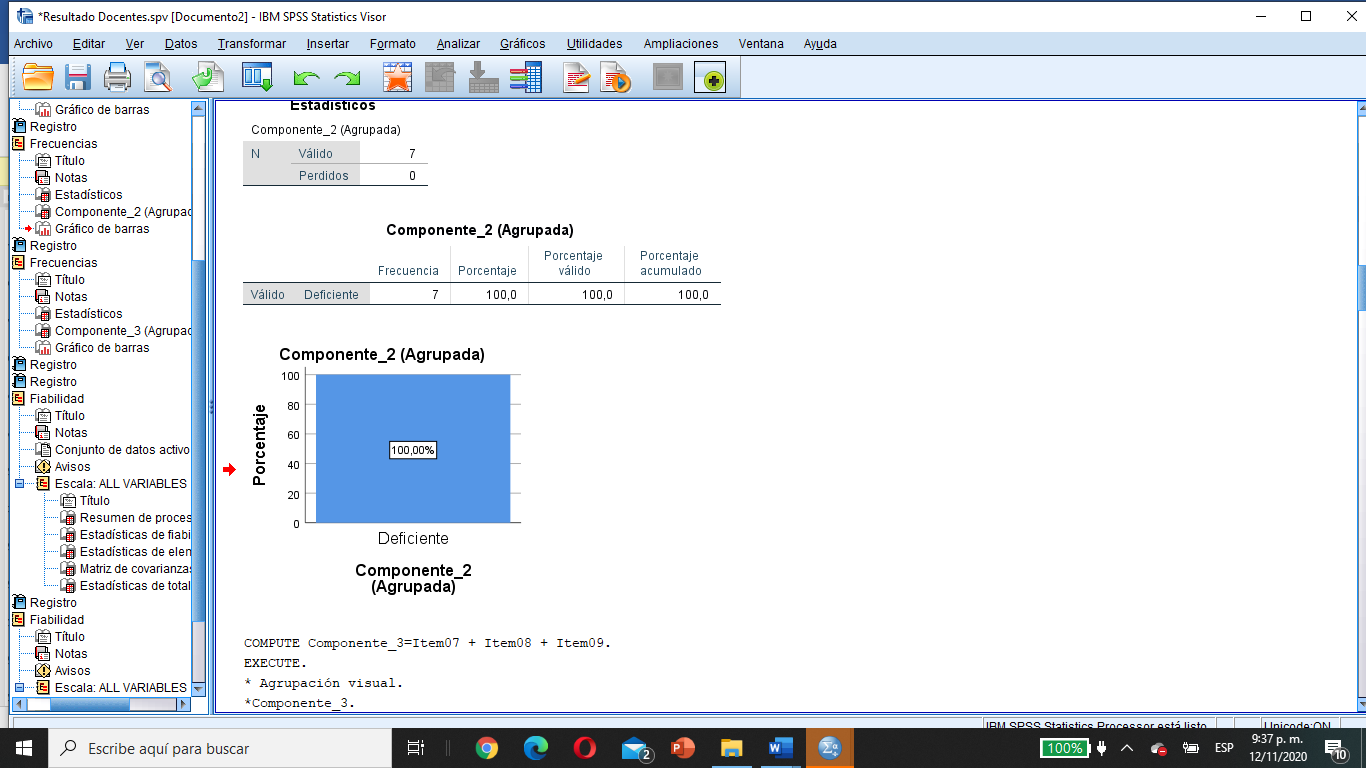 *Resultado Docentes.spv [Documento2] - IBM SPSS Statistics Visor
Archivo Editar Ver Datos Transformar Insertar Formato Analizar Gráficos Utilidades Ampliaciones Ventana Ayuda
Gráfico de barras
Registro
Frecuencias
Título
Notas
Estadísticos
Componente_2 (Agrupad
Gráfico de barras
Registro
Frecuencias
Título
Notas
Estadísticos
Componente_3 (Agrupad
Gráfico de barras
Registro
Registro
Fiabilidad
Título
Notas
Conjunto de datos activo
Avisos
Escala: ALL VARIABLES
Título
Resumen de proces
Estadísticas de fiabi
Estadísticas de elen
Matriz de covarianzas
Estadísticas de total
Registro
Fiabilidad
Título
Notas
Avisos
Escala: ALL VARIABLES
Estadísticos
Componente_2 (Agrupada)
N Válido 7
Perdidos 0
Componente_2 (Agrupada)
Frecuencia Porcentaje Porcentaje válido Porcentaje acumulado
Válido Deficiente 7 100,0 100,0 100,0
Componente_2 (Agrupada)
Porcentaje
100
80
60
40
20
0
100,00%
Deficiente
Componente_2
(Agrupada)
COMPUTE Componente_3=Item07 + Item08 + Item09.
EXECUTE.
* Agrupación visual.
*Componente_3.
IBM SPSS Statistics Processor está listo Unicode:ON
Escribe aquí para buscar
2
100%
ESP
9:37 p. m.
12/11/2020
10